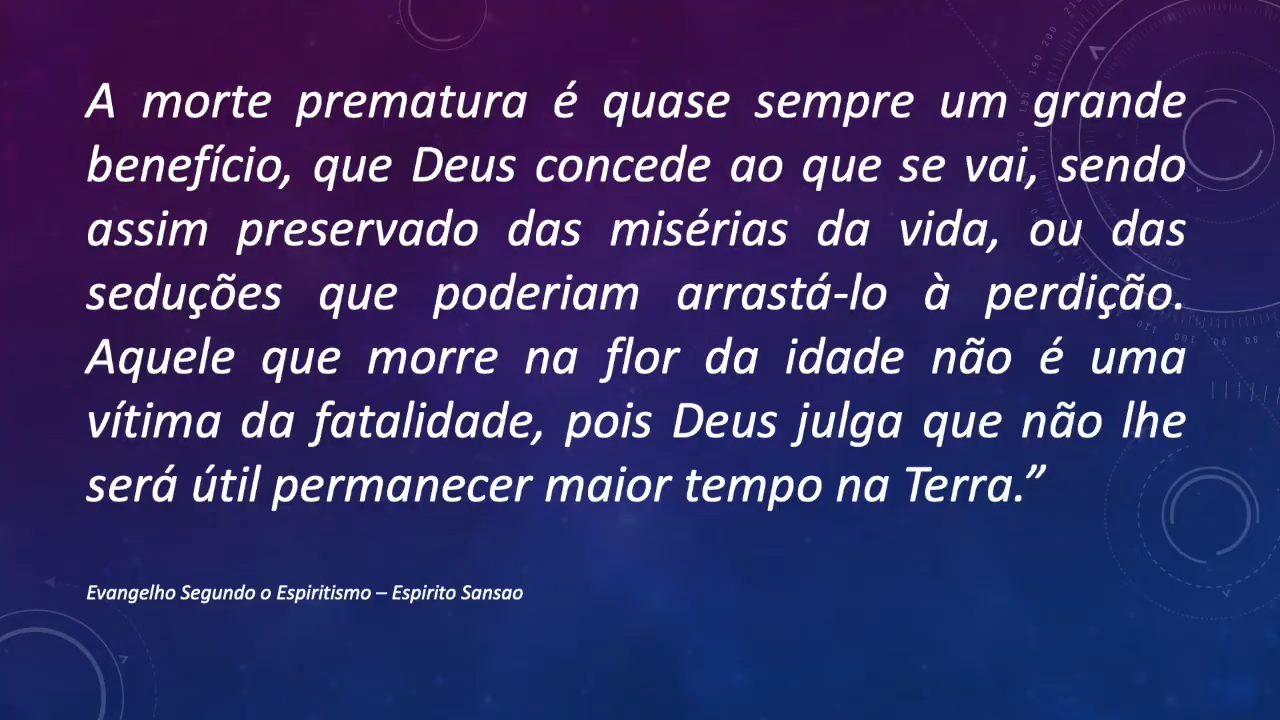 A morte prematura é quase sempre um grande
benefício, que Deus concede ao que se vai, sendo
assim preservado das misérias da vida, ou das
seduções que poderiam arrastá-lo à perdição.
Aquele que morre na flor da idade não é uma
vítima da fatalidade, pois Deus julga que não lhe
será útil permanecer maior tempo na Terra.”
Evangelho Segundo o Espiritismo – Espirito Sansao